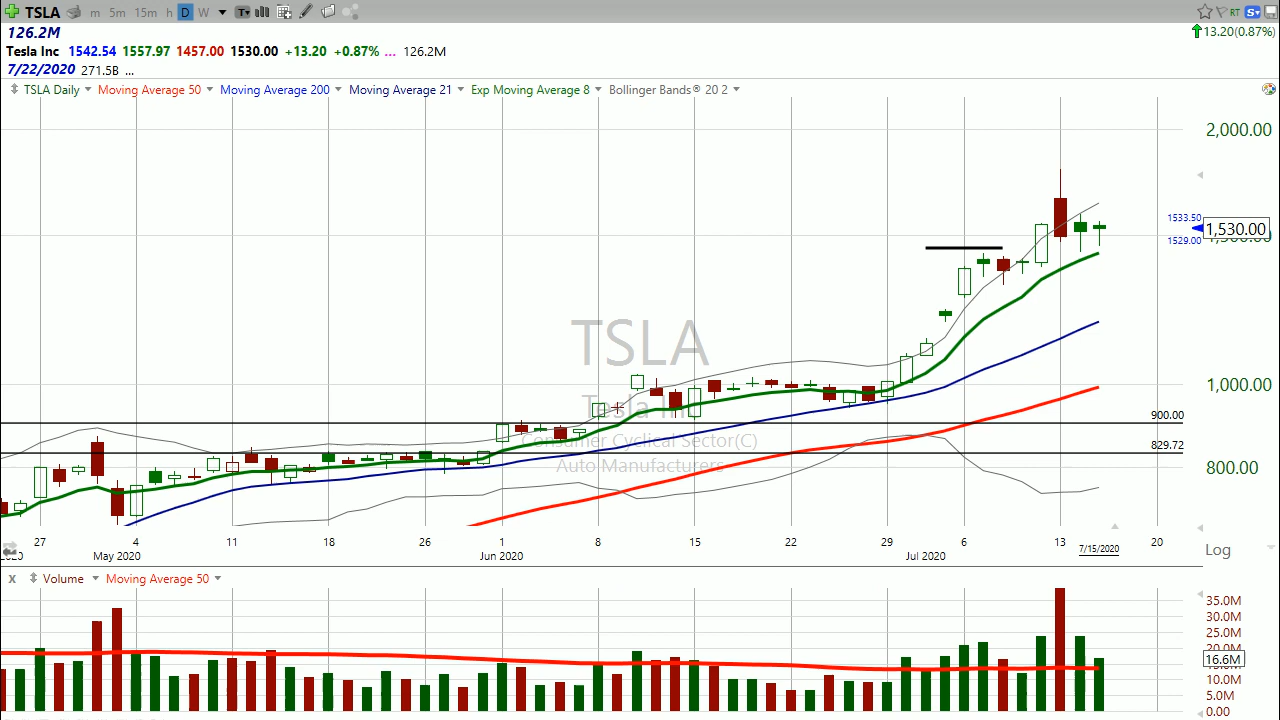 TSLA m 5m 15m h D W T RT S
126.2M 13.20(0.87%)
Tesla Inc 1542.54 1557.97 1457.00 1530.00 +13.20 +0.87% ... 126.2M
7/22/2020 271.5B ...
TSLA Daily Moving Average 50 Moving Average 200 Moving Average 21 Exp Moving Average 8 Bollinger Bands® 20 2
2,000.00
1533.50
1,530.00
1529.00
TSLA
1,000.00
Tesla Inc
900.00
Consumer Cyclical Sector(C)
829.72
Auto Manufacturers
800.00
27 4 11 18 26 1 8 15 22 29 6 13 20
May 2020 Jun 2020 Jul 2020 7/15/2020
Log
x Volume Moving Average 50
35.0M
30.0M
25.0M
20.0M
16.6M
10.0M
5.0M
0.00